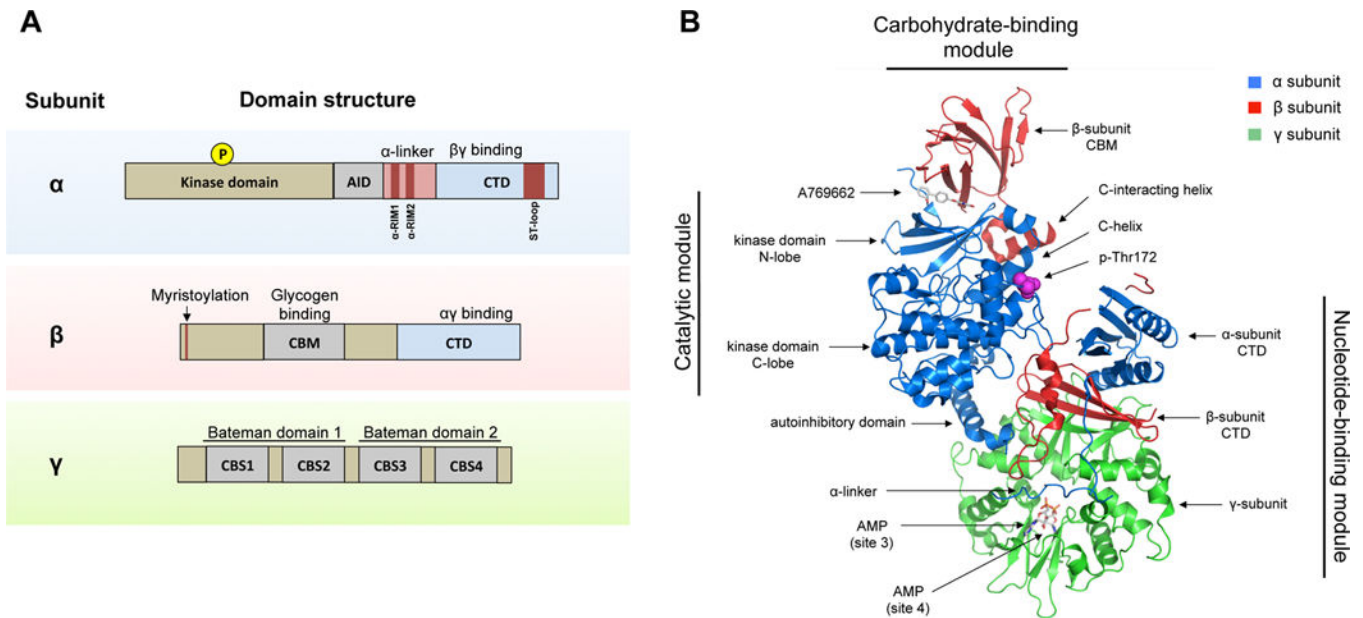 A
Subunit
Domain structure
α
P
Kinase domain
AID
α-linker
α-RIM1
α-RIM2
βγ binding
CTD
ST-loop
β
Myristoylation
Glycogen
binding
CBM
αγ binding
CTD
γ
Bateman domain 1
Bateman domain 2
CBS1
CBS2
CBS3
CBS4
B
Carbohydrate-binding
module
α subunit
β subunit
γ subunit
Catalytic module
Nucleotide-binding module
β-subunit
CBM
A769662
C-interacting helix
C-helix
kinase domain
N-lobe
p-Thr172
α-subunit
CTD
kinase domain
C-lobe
autoinhibitory domain
β-subunit
CTD
α-linker
γ-subunit
AMP
(site 3)
AMP
(site 4)